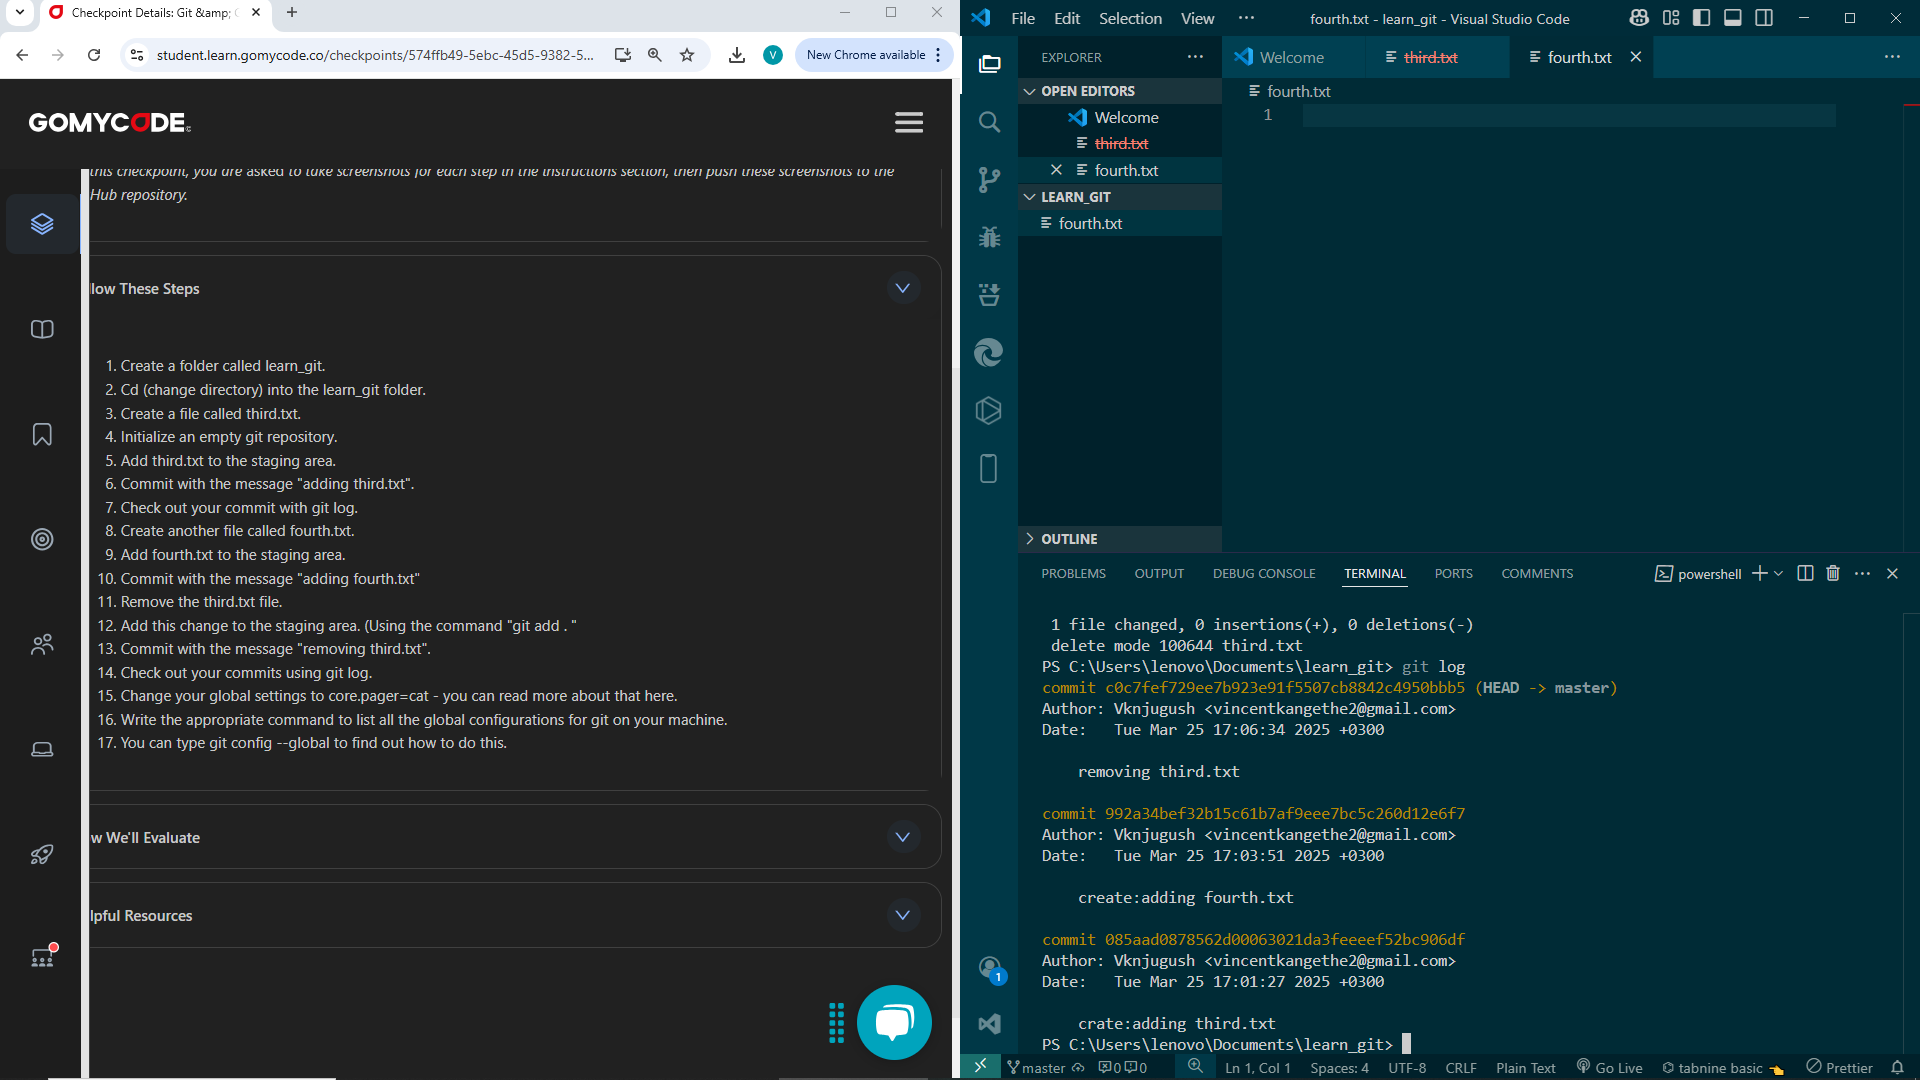 Checkpoint Details: Git &amp; (
student.learn.gomycode.co/checkpoints/574ffb49-5ebc-45d5-9382-5...
V
New Chrome available
GOMYCODE
this checkpoint, you are asked to take screenshots for each step in the instructions section, then push these screenshots to the
Hub repository.
llow These Steps
1. Create a folder called learn_git.
2. Cd (change directory) into the learn_git folder.
3. Create a file called third.txt.
4. Initialize an empty git repository.
5. Add third.txt to the staging area.
6. Commit with the message "adding third.txt".
7. Check out your commit with git log.
8. Create another file called fourth.txt.
9. Add fourth.txt to the staging area.
10. Commit with the message "adding fourth.txt"
11. Remove the third.txt file.
12. Add this change to the staging area. (Using the command "git add . "
13. Commit with the message "removing third.txt".
14. Check out your commits using git log.
15. Change your global settings to core.pager=cat - you can read more about that here.
16. Write the appropriate command to list all the global configurations for git on your machine.
17. You can type git config --global to find out how to do this.
w We'll Evaluate
lpful Resources
File Edit Selection View ···
fourth.txt - learn_git - Visual Studio Code
EXPLORER
Welcome
third.txt
fourth.txt
OPEN EDITORS
Welcome
third.txt
fourth.txt
LEARN_GIT
fourth.txt
OUTLINE
fourth.txt
1
PROBLEMS OUTPUT DEBUG CONSOLE TERMINAL PORTS COMMENTS
powershell
1 file changed, 0 insertions(+), 0 deletions(-)
delete mode 100644 third.txt
PS C:\Users\lenovo\Documents\learn_git> git log
commit c0c7fef729ee7b923e91f5507cb8842c4950bbb5 (HEAD -> master)
Author: Vknjugush <vincentkangethe2@gmail.com>
Date:   Tue Mar 25 17:06:34 2025 +0300
removing third.txt
commit 992a34bef32b15c61b7af9eee7bc5c260d12e6f7
Author: Vknjugush <vincentkangethe2@gmail.com>
Date:   Tue Mar 25 17:03:51 2025 +0300
create:adding fourth.txt
commit 085aad0878562d00063021da3feeeef52bc906df
Author: Vknjugush <vincentkangethe2@gmail.com>
Date:   Tue Mar 25 17:01:27 2025 +0300
crate:adding third.txt
PS C:\Users\lenovo\Documents\learn_git>
1
master 0 0 Ln 1, Col 1 Spaces: 4 UTF-8 CRLF Plain Text Go Live tabnine basic Prettier